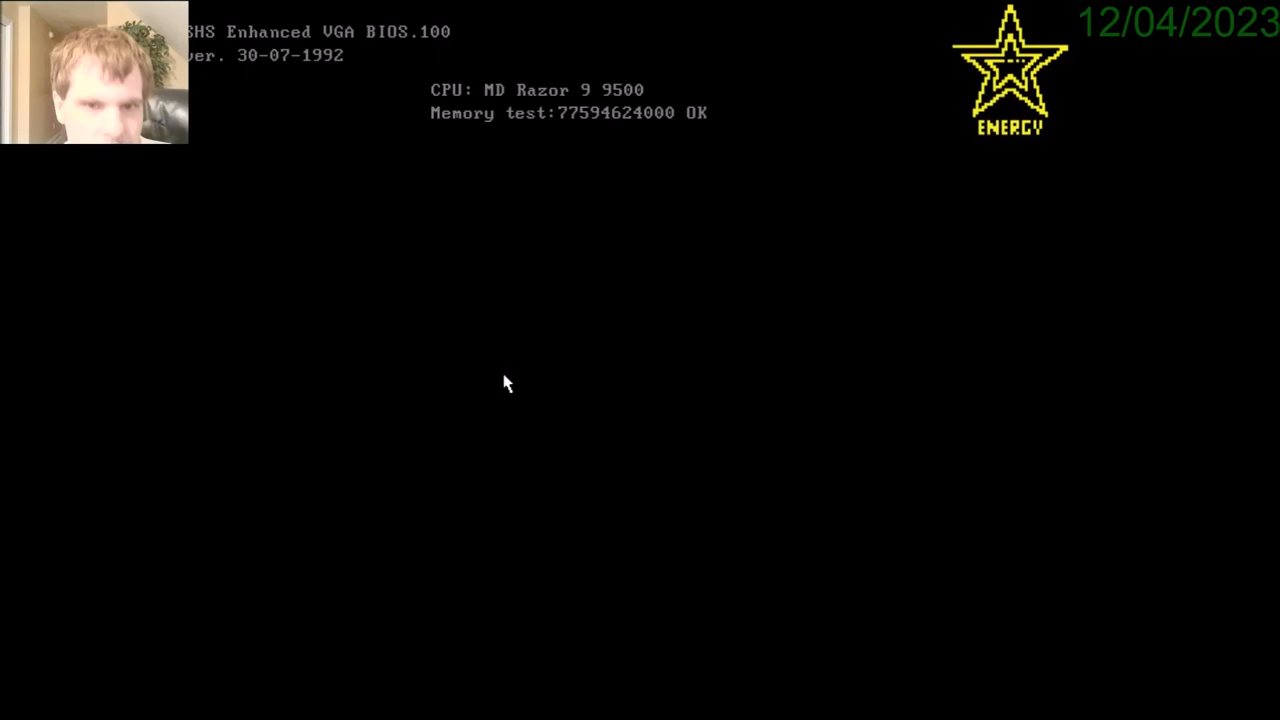 SHS Enhanced VGA BIOS.100
ver. 30-07-1992
CPU: MD Razor 9 9500
Memory test:77594624000 OK
ENERGY
12/04/2023